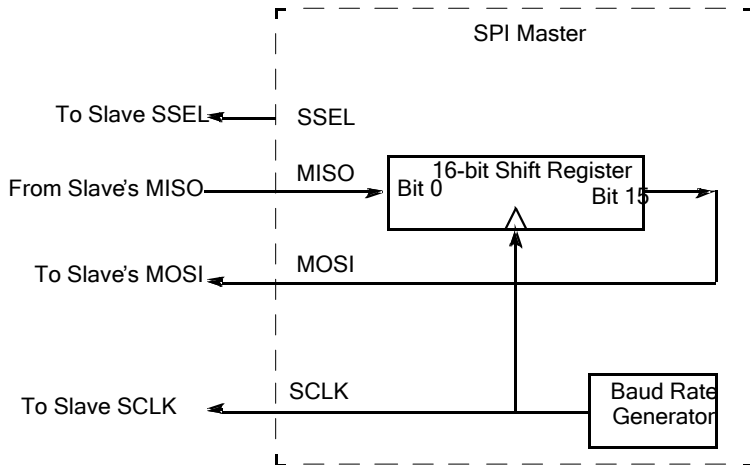 SPI Master
To Slave SSEL
SSEL
MISO
16-bit Shift Register
From Slave's MISO
Bit 0
Bit 15
To Slave's MOSI
MOSI
To Slave SCLK
SCLK
Baud Rate
Generator